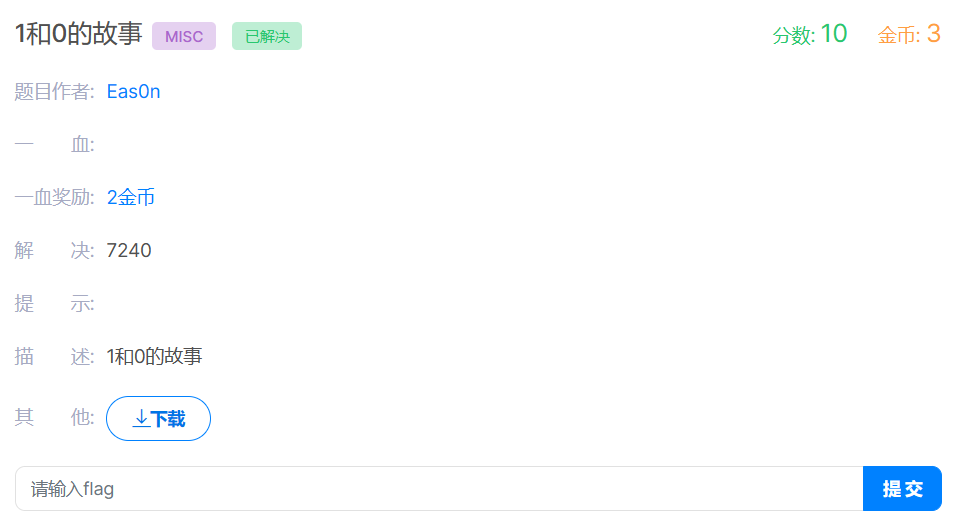 1和0的故事 MISC 已解决 分数: 10 金币: 3
题目作者: Eas0n
一 血:
一血奖励: 2金币
解 决: 7240
提 示:
描 述: 1和0的故事
其 他: 下载
请输入flag 提交